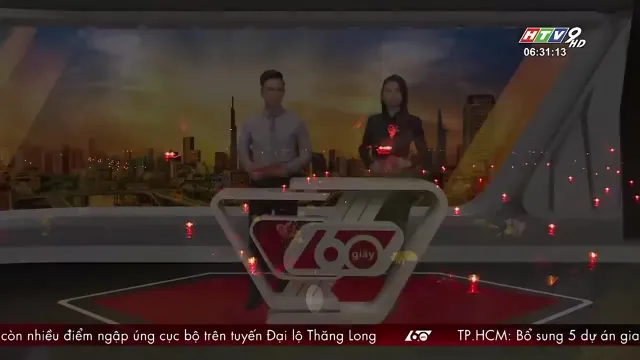 HTV9 HD
06:31:13
60 giây
còn nhiều điểm ngập úng cục bộ trên tuyến Đại lộ Thăng Long 60 TP.HCM: Bổ sung 5 dự án gia